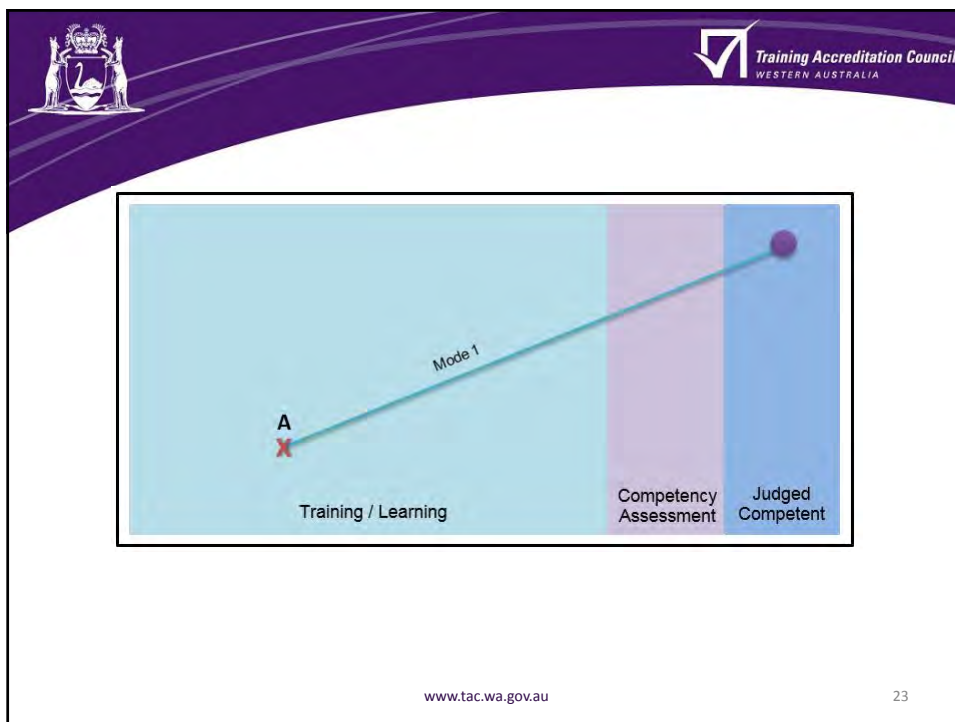 Training Accreditation Council
WESTERN AUSTRALIA
Mode 1
A
X
Training / Learning
Competency
Assessment
Judged
Competent
www.tac.wa.gov.au
23